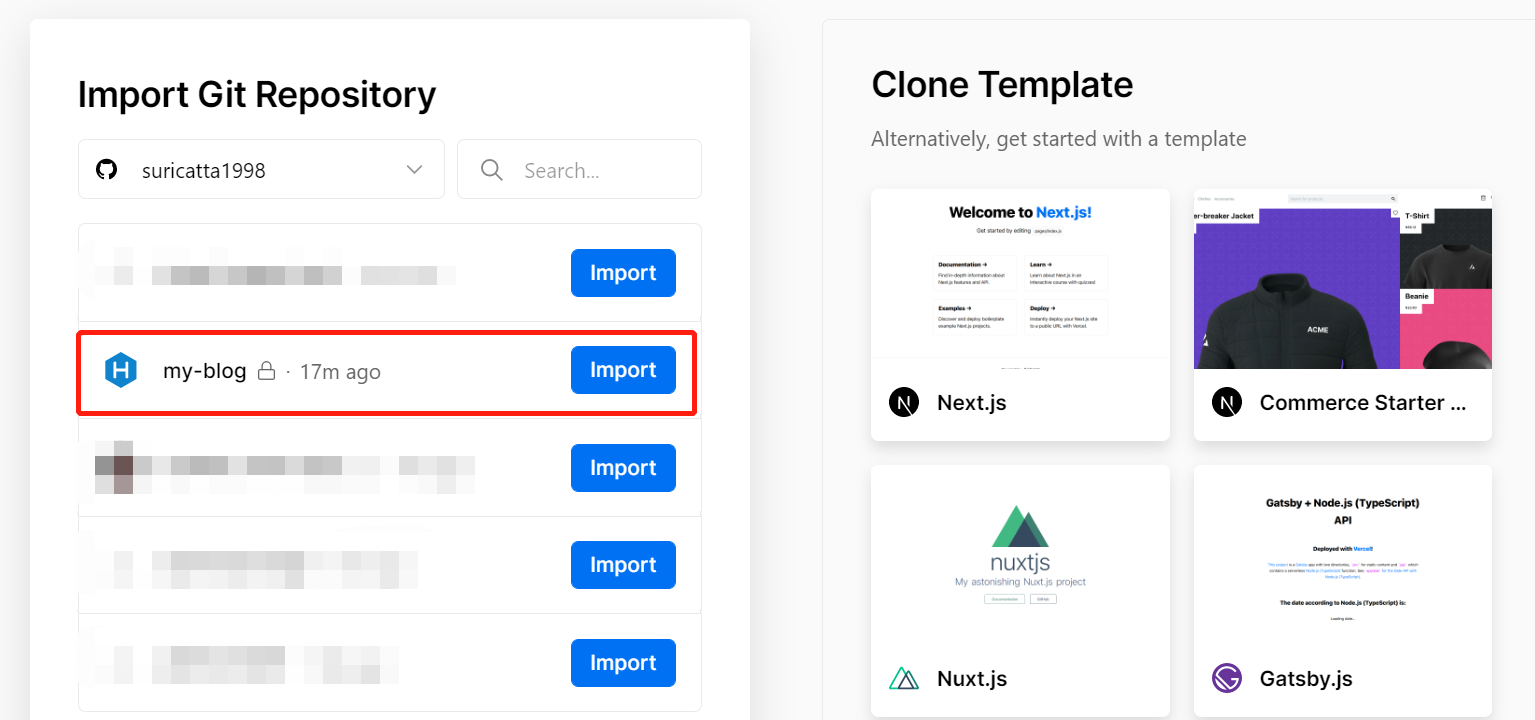 Import Git Repository
suricatta1998
Search...
Import
my-blog · 17m ago
Import
Import
Import
Import
Clone Template
Alternatively, get started with a template
Welcome to Next.js!
Get started by editing pages/index.js
Documentation →
Find in-depth information about
Next.js features and API.
Learn →
Learn about Next.js in an
interactive course with quizzes!
Examples →
Discover and deploy boilerplate
example Next.js projects.
Deploy →
Instantly deploy your Next.js site
to a public URL with Vercel.
Next.js
er-breaker Jacket
T-Shirt
Beanie
ACME
Commerce Starter ...
nuxtjs
My astonishing Nuxt.js project
Documentation
GitHub
Nuxt.js
Gatsby + Node.js (TypeScript)
API
Deployed with Vercel!
The date according to Node.js (TypeScript) is:
Loading date...
Gatsby.js